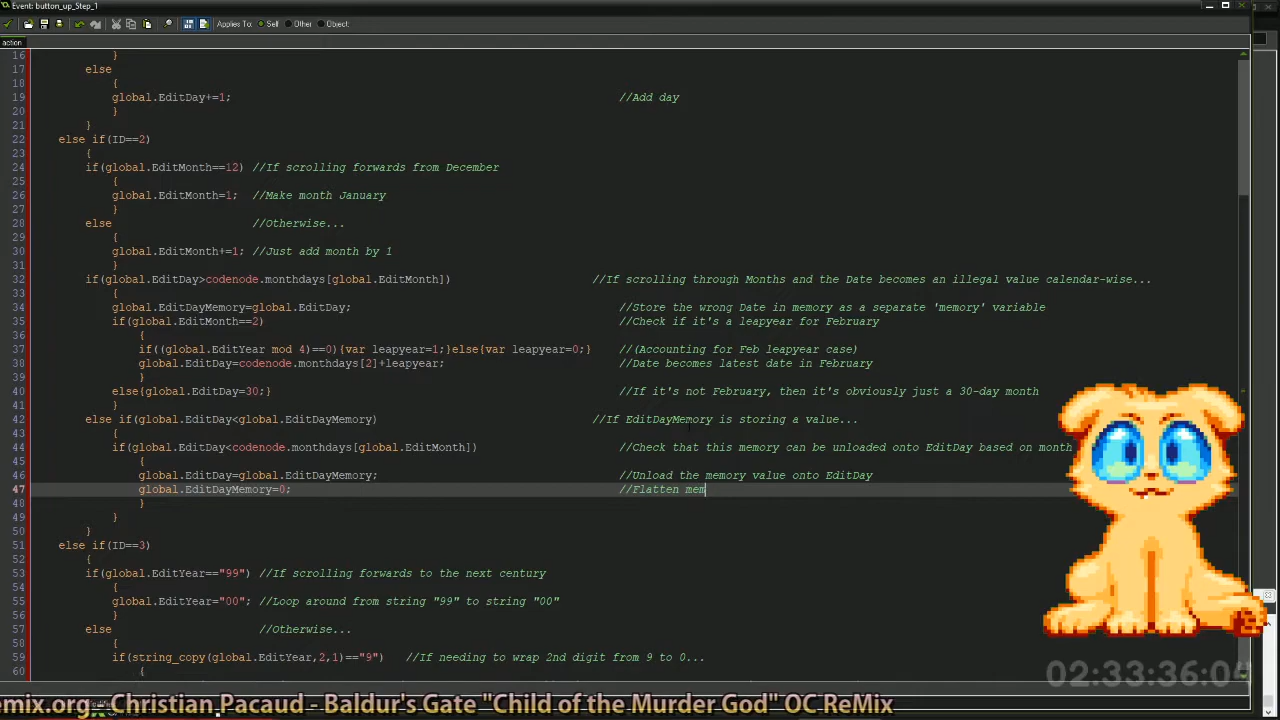 Event: button_up_Step_1
Applies To: Self Other Object:
action
16 }
17 else
18 {
19 global.EditDay+=1; //Add day
20 }
21 }
22 else if(ID==2)
23 {
24 if(global.EditMonth==12) //If scrolling forwards from December
25 {
26 global.EditMonth=1; //Make month January
27 }
28 else //Otherwise...
29 {
30 global.EditMonth+=1; //Just add month by 1
31 }
32 if(global.EditDay>codenode.monthdays[global.EditMonth]) //If scrolling through Months and the Date becomes an illegal value calendar-wise...
33 {
34 global.EditDayMemory=global.EditDay; //Store the wrong Date in memory as a separate 'memory' variable
35 if(global.EditMonth==2) //Check if it's a leapyear for February
36 {
37 if((global.EditYear mod 4)==0){var leapyear=1;}else{var leapyear=0;} //(Accounting for Feb leapyear case)
38 global.EditDay=codenode.monthdays[2]+leapyear; //Date becomes latest date in February
39 }
40 else{global.EditDay=30;} //If it's not February, then it's obviously just a 30-day month
41 }
42 else if(global.EditDay<global.EditDayMemory) //If EditDayMemory is storing a value...
43 {
44 if(global.EditDay<codenode.monthdays[global.EditMonth]) //Check that this memory can be unloaded onto EditDay based on month
45 {
46 global.EditDay=global.EditDayMemory; //Unload the memory value onto EditDay
47 global.EditDayMemory=0; //Flatten mem
48 }
49 }
50 }
51 else if(ID==3)
52 {
53 if(global.EditYear=="99") //If scrolling forwards to the next century
54 {
55 global.EditYear="00"; //Loop around from string "99" to string "00"
56 }
57 else //Otherwise...
58 {
59 if(string_copy(global.EditYear,2,1)=="9") //If needing to wrap 2nd digit from 9 to 0...
60 {
02:33:36:04
emix.org - Christian Pacaud - Baldur's Gate "Child of the Murder God" OC ReMix